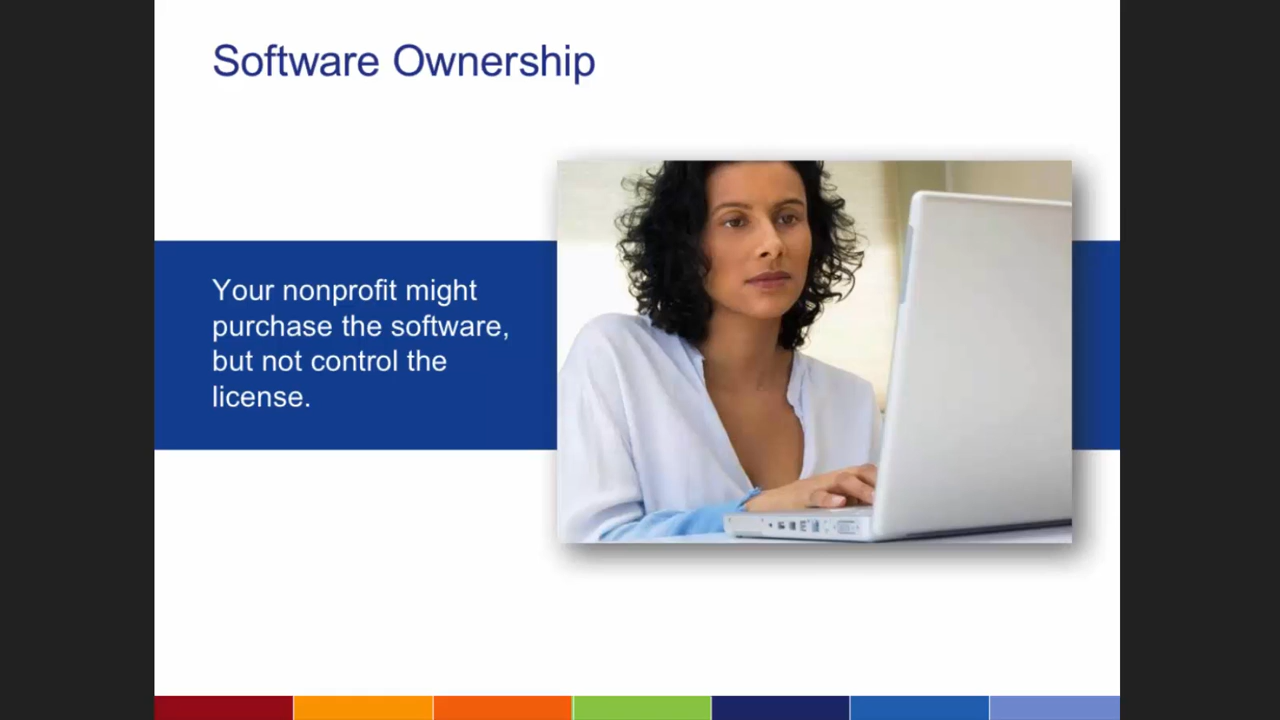 Software Ownership
Your nonprofit might
purchase the software,
but not control the
license.